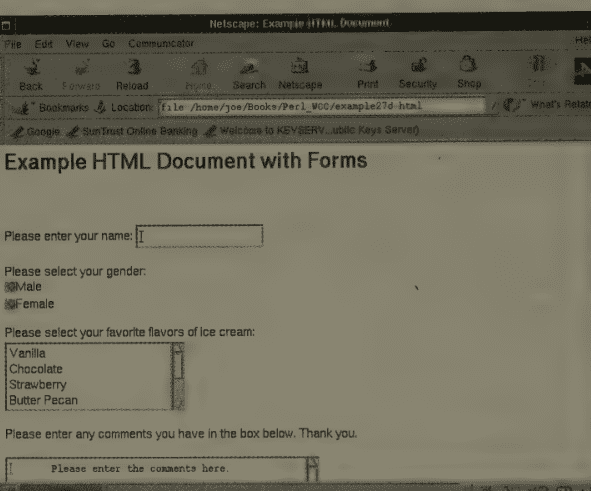 Netscape: Example HTML Document
File Edit View Go Communicator
Back Forward Reload Home Search Netscape Print Security Shop
Bookmarks Location: file /home/joe/Books/Perl_WCC/example27d html What's Relate
Google SunTrust Online Banking Welcome to KEYSERV...ublic Keys Server)
Example HTML Document with Forms
Please enter your name:
Please select your gender:
Male
Female
Please select your favorite flavors of ice cream:
Vanilla
Chocolate
Strawberry
Butter Pecan
Please enter any comments you have in the box below. Thank you.
Please enter the comments here.